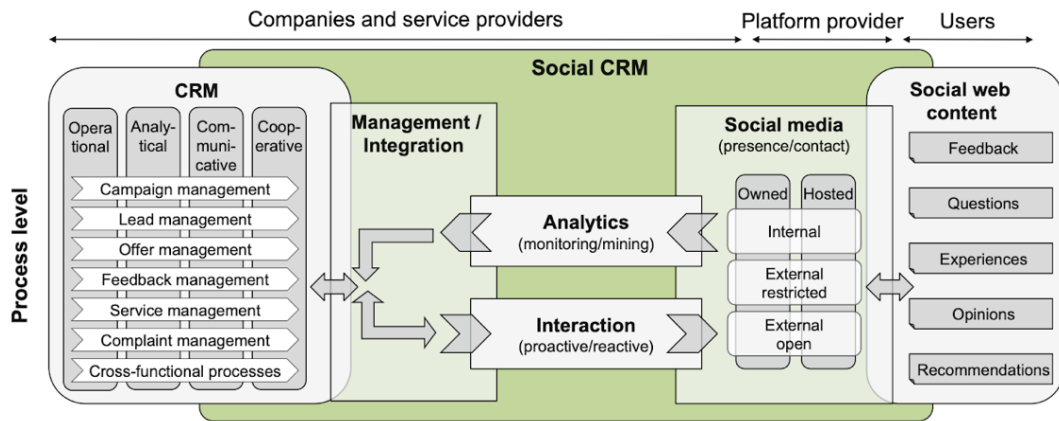 Companies and service providers
Platform provider
Users
Process level
Social CRM
CRM
Opera
tional
Analy-
tical
Com-
muni-
cative
Coop-
erative
Campaign management
Lead management
Offer management
Feedback management
Service management
Complaint management
Cross-functional processes
Management /
Integration
Analytics
(monitoring/mining)
Interaction
(proactive/reactive)
Social media
(presence/contact)
Owned
Hosted
Internal
External
restricted
External
open
Social web
content
Feedback
Questions
Experiences
Opinions
Recommendations